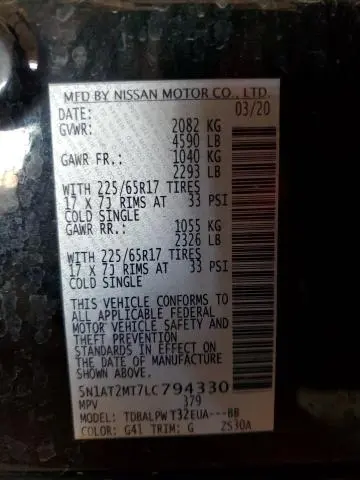 MFD BY NISSAN MOTOR CO., LTD.
DATE: 03/20
GVWR: 2082 KG
4590 LB
GAWR FR.: 1040 KG
2293 LB
WITH 225/65R17 TIRES
17 X 7J RIMS AT 33 PSI
COLD SINGLE
GAWR RR.: 1055 KG
2326 LB
WITH 225/65R17 TIRES
17 X 7J RIMS AT 33 PSI
COLD SINGLE
THIS VEHICLE CONFORMS TO
ALL APPLICABLE FEDERAL
MOTOR VEHICLE SAFETY AND
THEFT PREVENTION
STANDARDS IN EFFECT ON THE
DATE OF MANUFACTURE SHOWN
ABOVE.
5N1AT2MT7LC794330
MPV 379
MODEL: TDBALPW T32EUA---BB
COLOR: G41 TRIM: G 2S30A